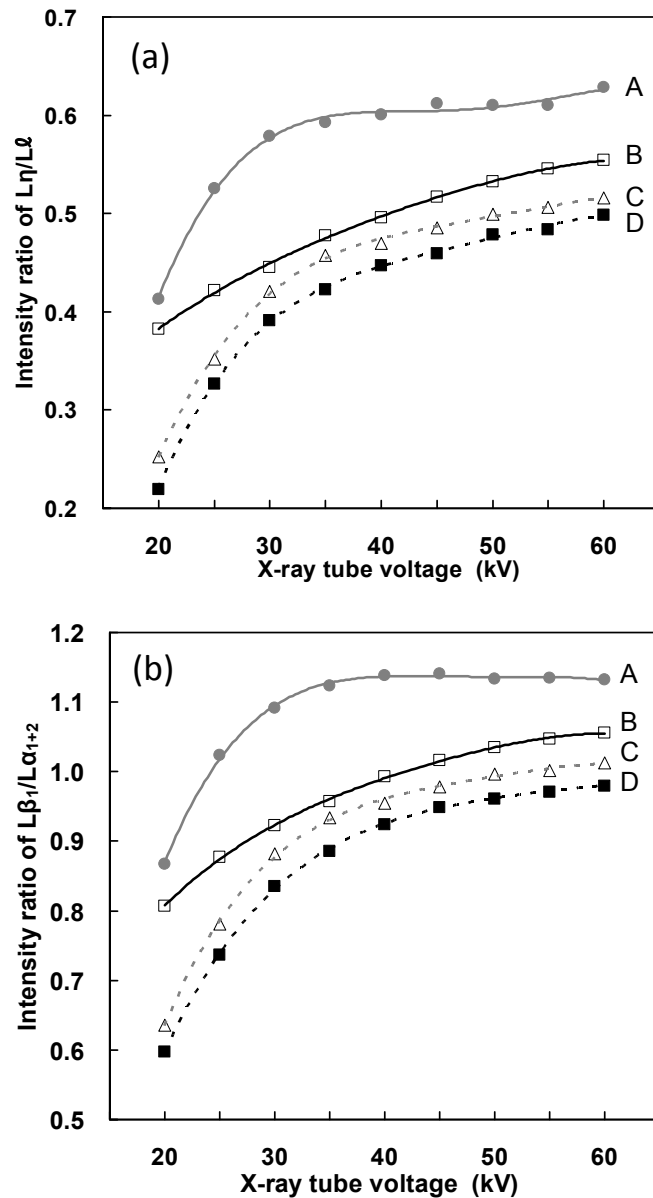 (a)
Intensity ratio of Lη/Lℓ
0.7
0.6
0.5
0.4
0.3
0.2
A
B
C
D
20 30 40 50 60
X-ray tube voltage (kV)
(b)
Intensity ratio of Lβ₁/Lα₁₊₂
1.2
1.1
1.0
0.9
0.8
0.7
0.6
0.5
A
B
C
D
20 30 40 50 60
X-ray tube voltage (kV)